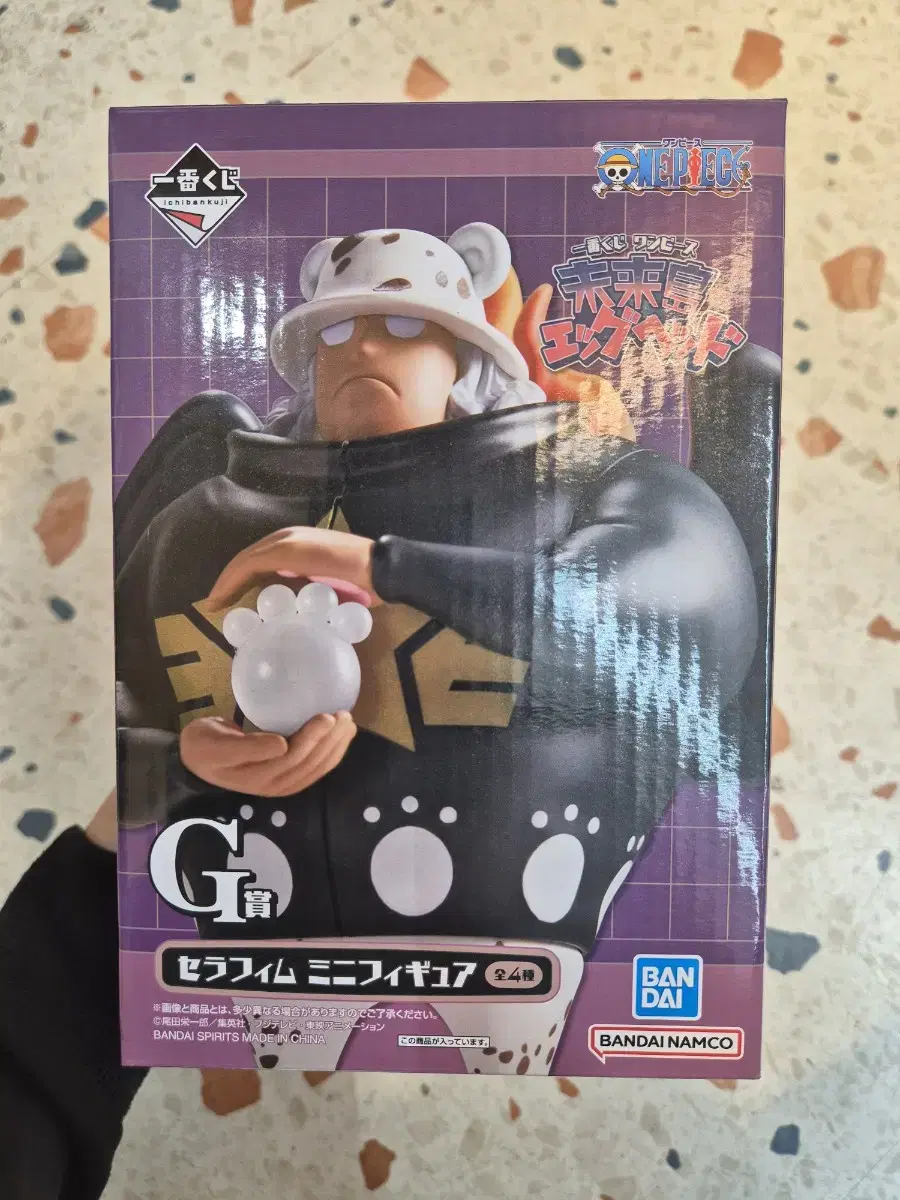 一番くじ
ichibankuji
ワンピース
ONE PIECE
一番くじ ワンピース
未来島
エッグヘッド
G賞
セラフィム ミニフィギュア 全4種
※画像と商品とは、多少異なる場合がありますのでご了承ください。
©尾田栄一郎/集英社・フジテレビ・東映アニメーション
BANDAI SPIRITS MADE IN CHINA
この商品が入っています。
BAN
DAI
BANDAI NAMCO